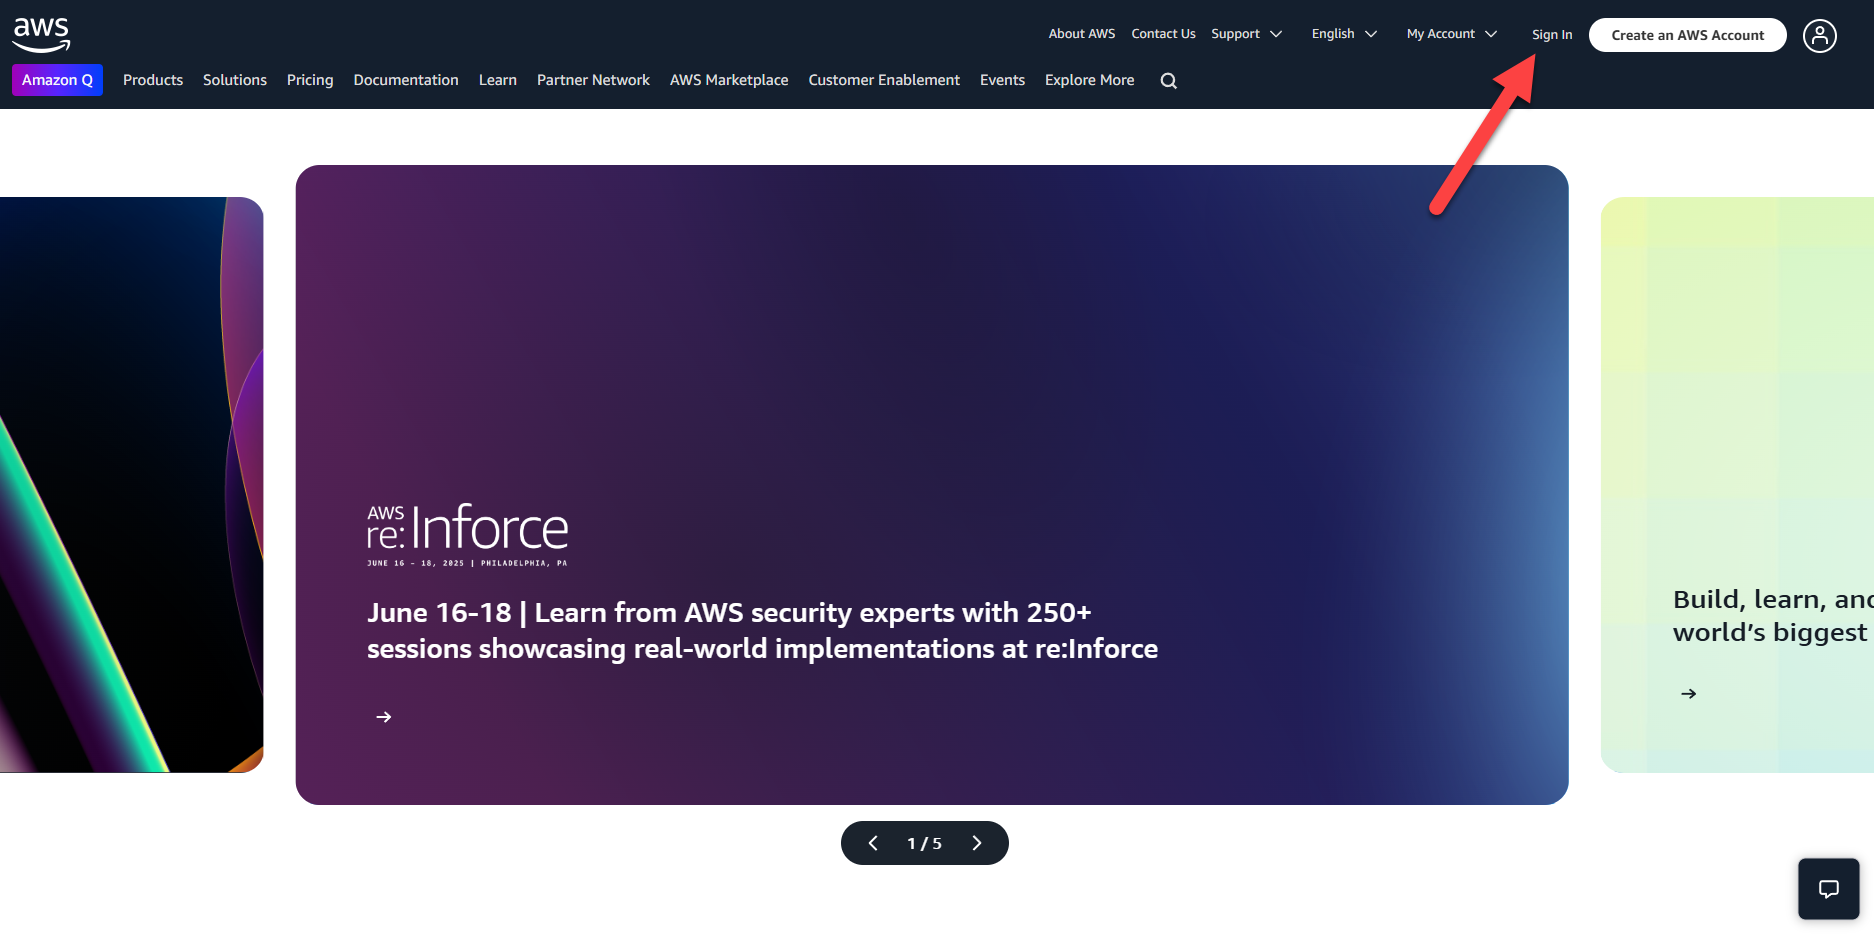 aws
About AWS Contact Us Support English My Account Sign In Create an AWS Account
Amazon Q Products Solutions Pricing Documentation Learn Partner Network AWS Marketplace Customer Enablement Events Explore More
AWS
re:Inforce
JUNE 16 - 18, 2025 | PHILADELPHIA, PA
June 16-18 | Learn from AWS security experts with 250+
sessions showcasing real-world implementations at re:Inforce
Build, learn, and
world's biggest
1 / 5